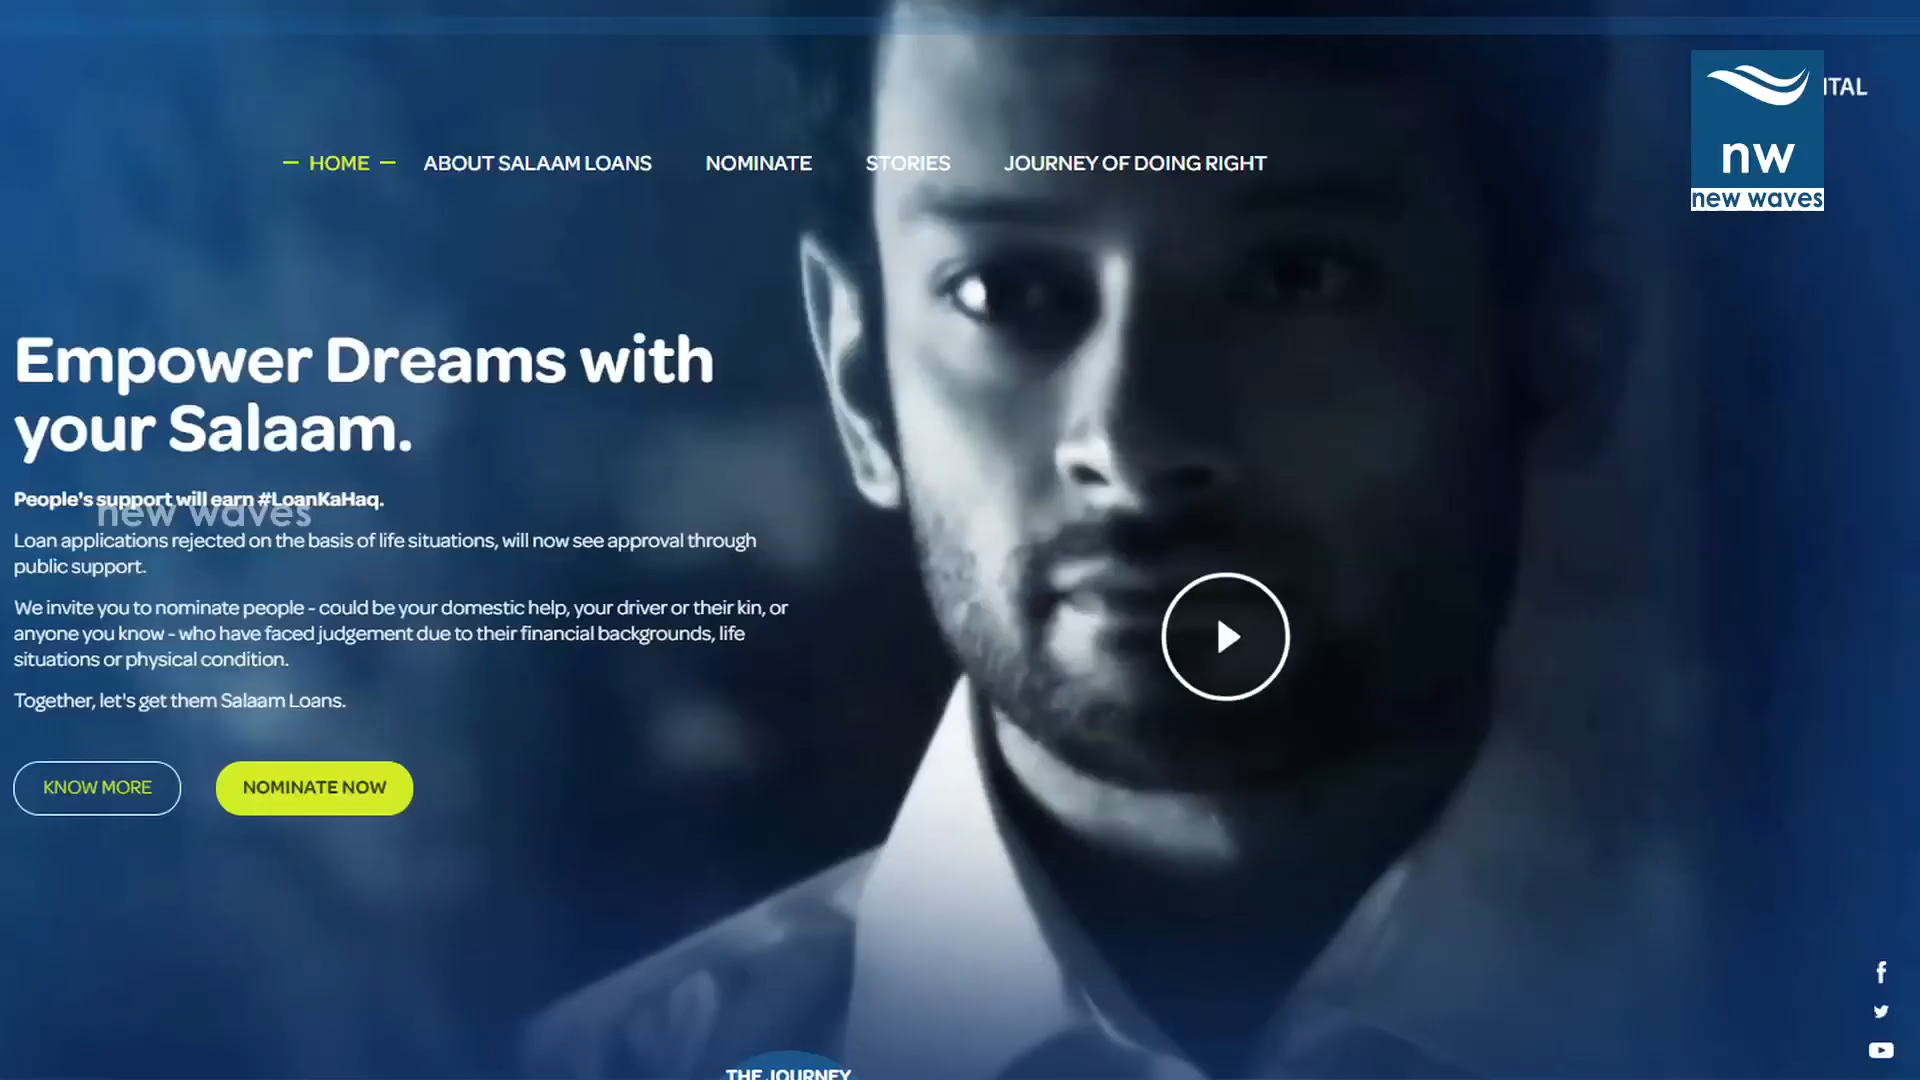 ITAL
nw
new waves
HOME
ABOUT SALAAM LOANS
NOMINATE
STORIES
JOURNEY OF DOING RIGHT
Empower Dreams with
your Salaam.
People's support will earn #LoanKaHaq.
new waves
Loan applications rejected on the basis of life situations, will now see approval through
public support.
We invite you to nominate people - could be your domestic help, your driver or their kin, or
anyone you know - who have faced judgement due to their financial backgrounds, life
situations or physical condition.
Together, let's get them Salaam Loans.
KNOW MORE
NOMINATE NOW
THE JOURNEY